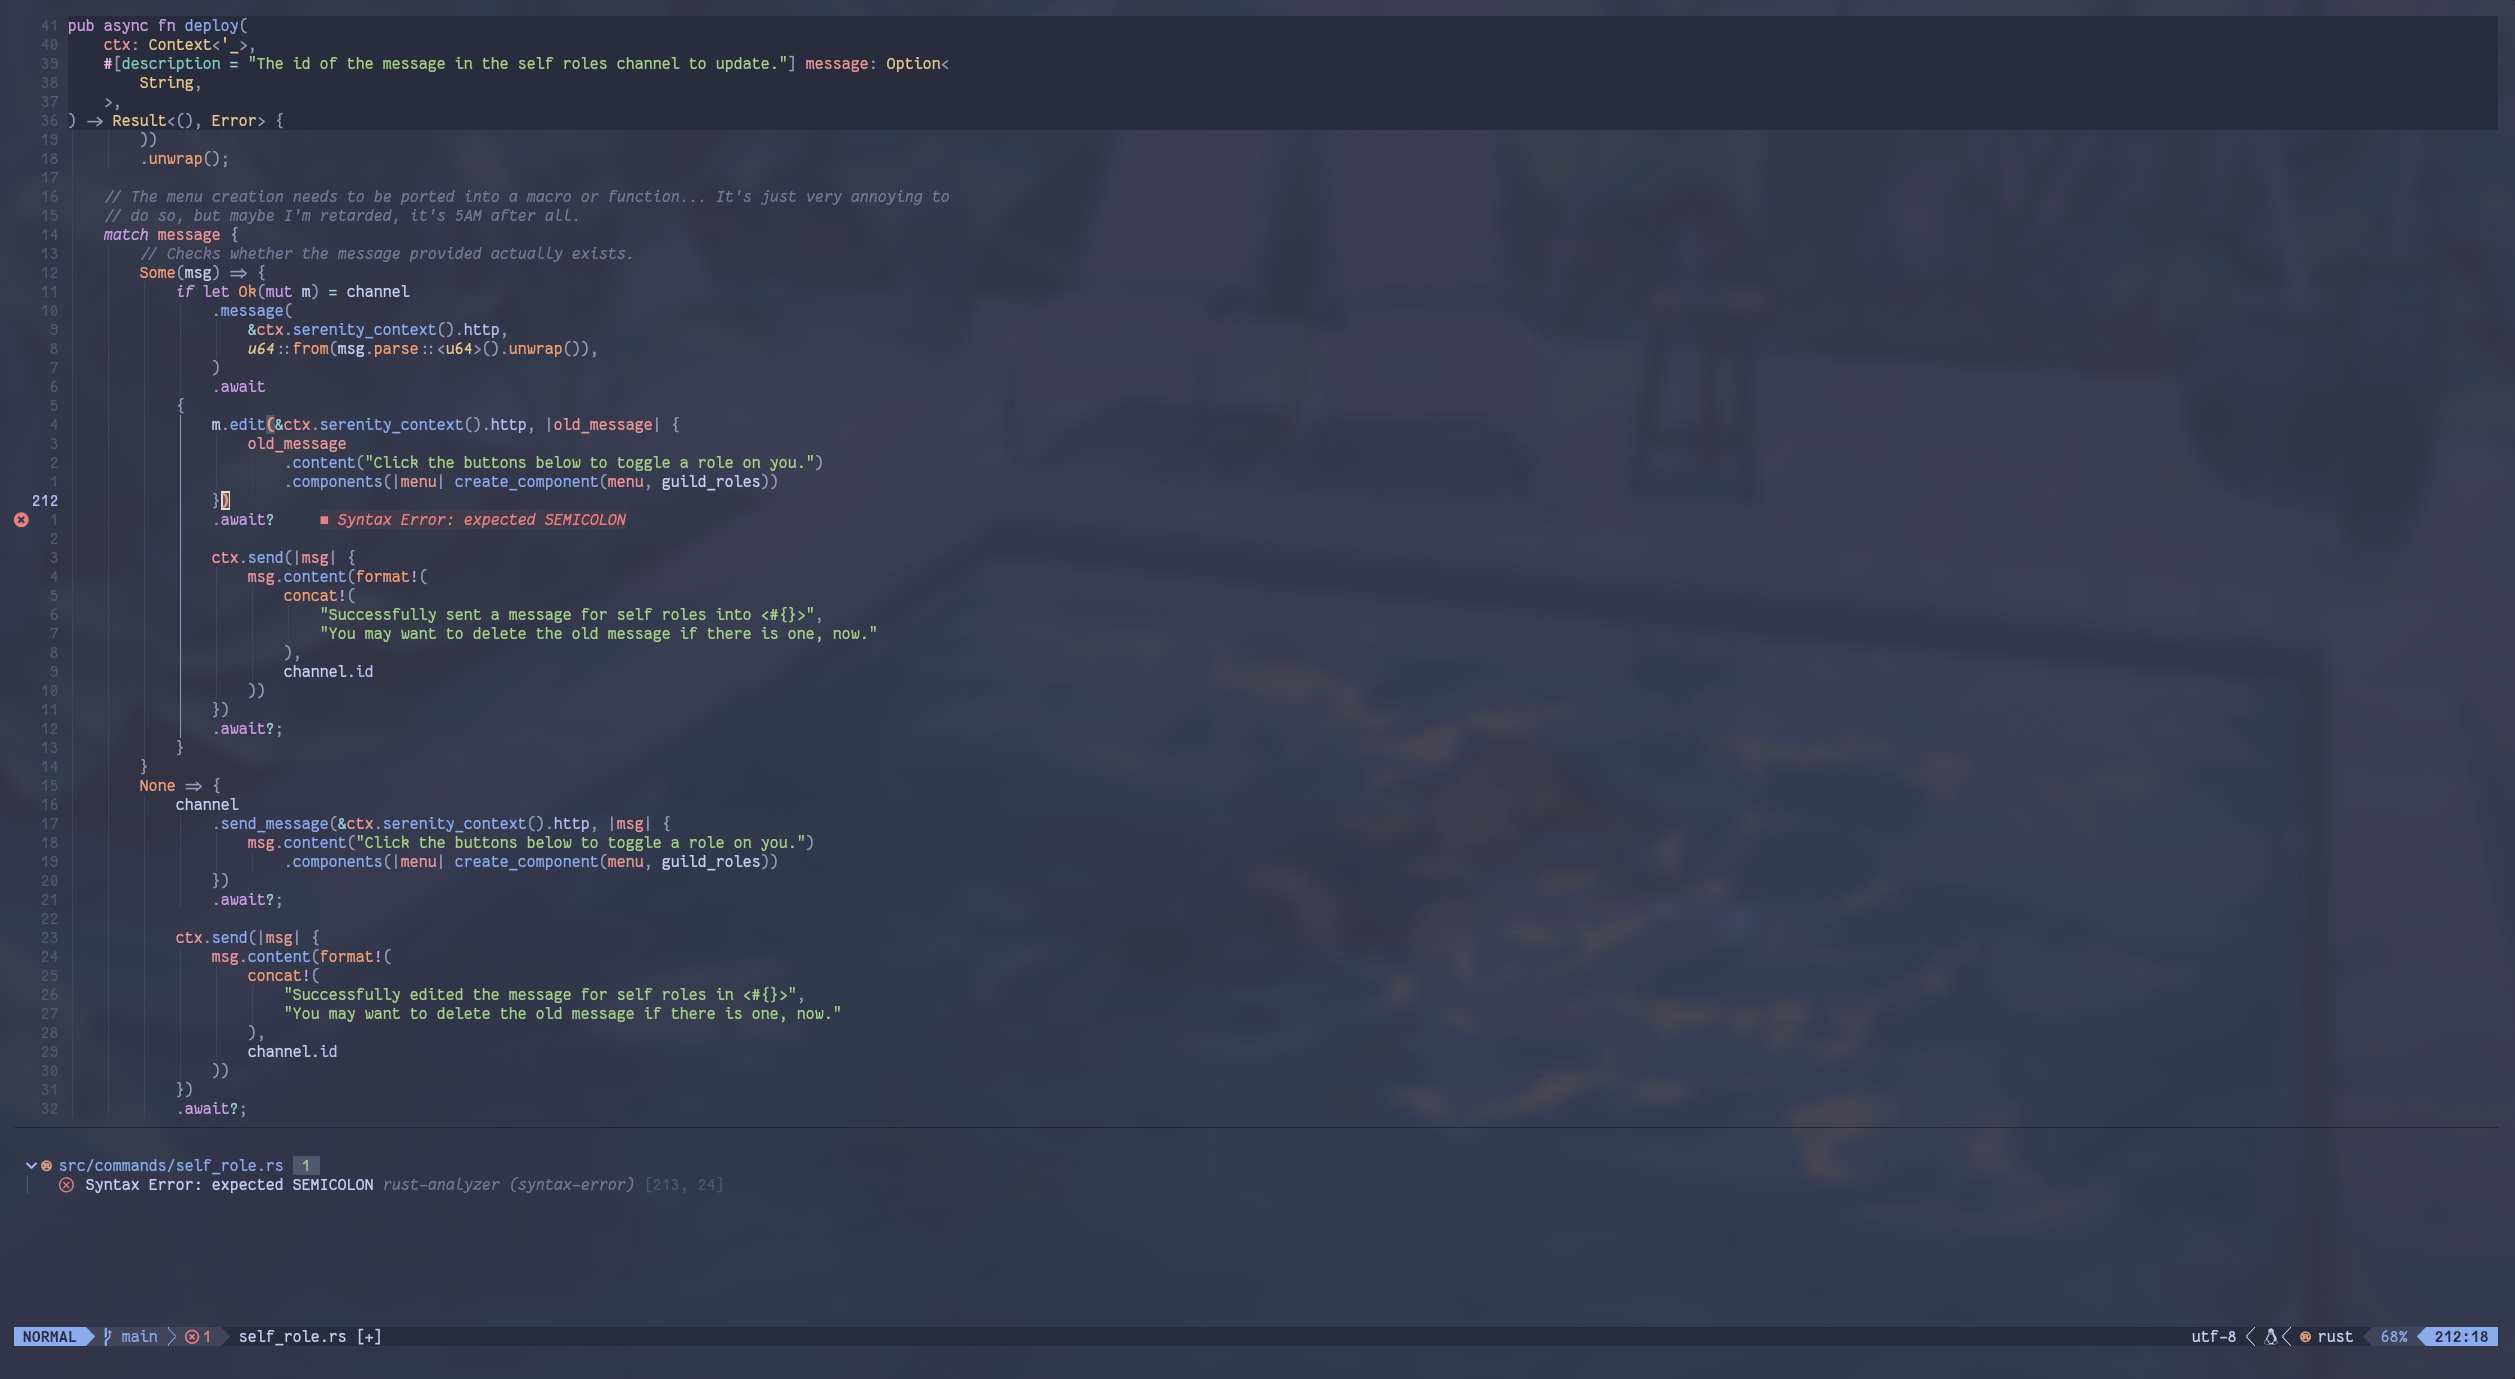 41 pub async fn deploy(
40     ctx: Context<'_>,
39     #[description = "The id of the message in the self roles channel to update."] message: Option<
38         String,
37     >,
36 ) -> Result<(), Error> {
19         ))
18         .unwrap();
17
16     // The menu creation needs to be ported into a macro or function... It's just very annoying to
15     // do so, but maybe I'm retarded, it's 5AM after all.
14     match message {
13         // Checks whether the message provided actually exists.
12         Some(msg) => {
11             if let Ok(mut m) = channel
10                 .message(
9                     &ctx.serenity_context().http,
8                     u64::from(msg.parse::<u64>().unwrap()),
7                 )
6                 .await
5             {
4                 m.edit(&ctx.serenity_context().http, |old_message| {
3                     old_message
2                         .content("Click the buttons below to toggle a role on you.")
1                         .components(|menu| create_component(menu, guild_roles))
212                 })
1                 .await?     ■ Syntax Error: expected SEMICOLON
2
3                 ctx.send(|msg| {
4                     msg.content(format!(
5                         concat!(
6                             "Successfully sent a message for self roles into <#{}>",
7                             "You may want to delete the old message if there is one, now."
8                         ),
9                         channel.id
10                     ))
11                 })
12                 .await?;
13             }
14         }
15         None => {
16             channel
17                 .send_message(&ctx.serenity_context().http, |msg| {
18                     msg.content("Click the buttons below to toggle a role on you.")
19                         .components(|menu| create_component(menu, guild_roles))
20                 })
21                 .await?;
22
23             ctx.send(|msg| {
24                 msg.content(format!(
25                     concat!(
26                         "Successfully edited the message for self roles in <#{}>",
27                         "You may want to delete the old message if there is one, now."
28                     ),
29                     channel.id
30                 ))
31             })
32             .await?;
src/commands/self_role.rs 1
Syntax Error: expected SEMICOLON rust-analyzer (syntax-error) [213, 24]
NORMAL main 1 self_role.rs [+] utf-8 rust 68% 212:18